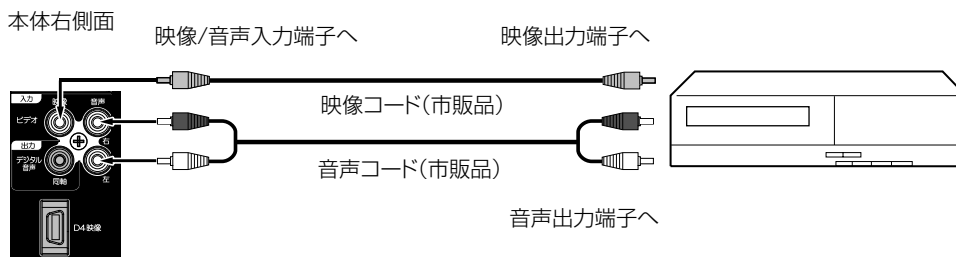 本体右側面
映像/音声入力端子へ
映像出力端子へ
入力
映像
音声
ビデオ
映像コード(市販品)
出力
右
デジタル
音声
同軸
左
音声コード(市販品)
音声出力端子へ
D4映像